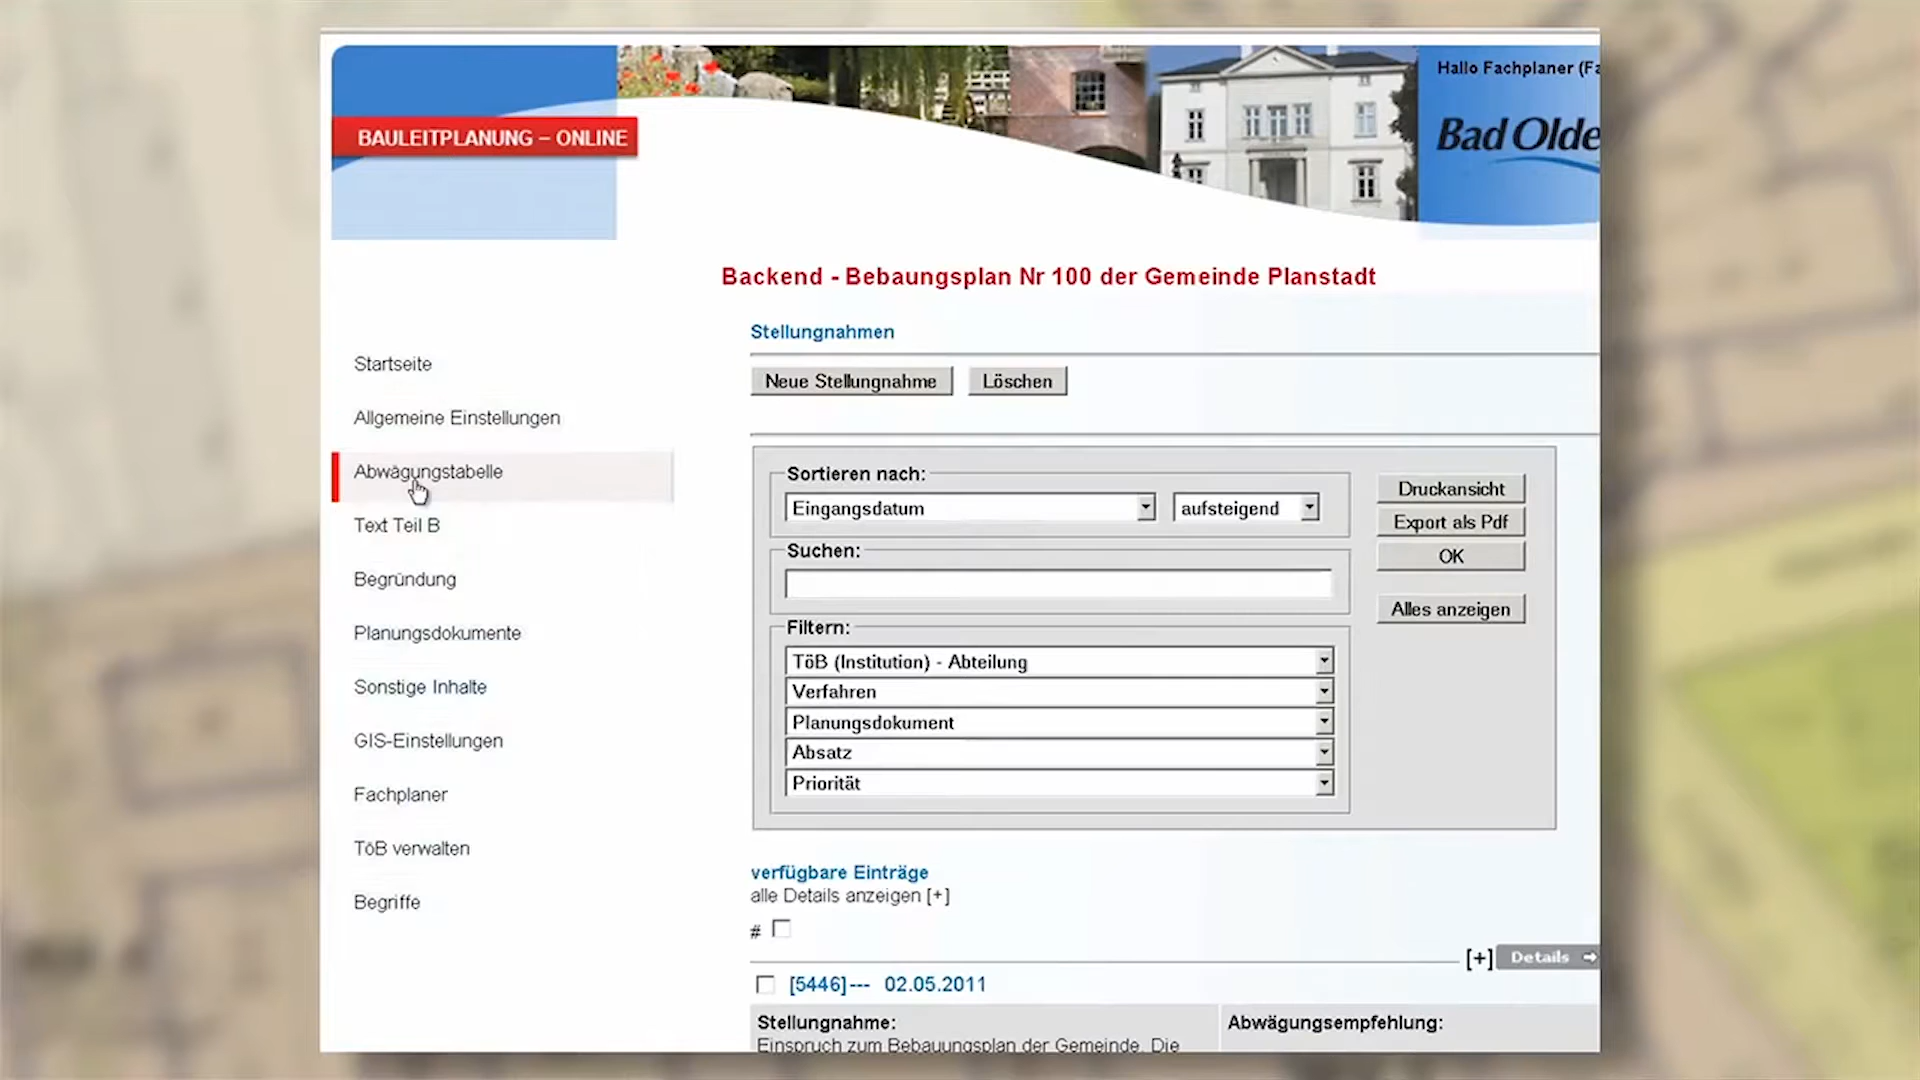 Hallo Fachplaner (Fa
BAULEITPLANUNG – ONLINE
Bad Olde
Backend - Bebaungsplan Nr 100 der Gemeinde Planstadt
Startseite
Allgemeine Einstellungen
Abwägungstabelle
Text Teil B
Begründung
Planungsdokumente
Sonstige Inhalte
GIS-Einstellungen
Fachplaner
TöB verwalten
Begriffe
Stellungnahmen
Neue Stellungnahme Löschen
Sortieren nach:
Eingangsdatum aufsteigend
Suchen:
Filtern:
TöB (Institution) - Abteilung
Verfahren
Planungsdokument
Absatz
Priorität
Druckansicht
Export als Pdf
OK
Alles anzeigen
verfügbare Einträge
alle Details anzeigen [+]
#
[+] Details
[5446]--- 02.05.2011
Stellungnahme: Abwägungsempfehlung:
Einspruch zum Bebauungsplan der Gemeinde. Die